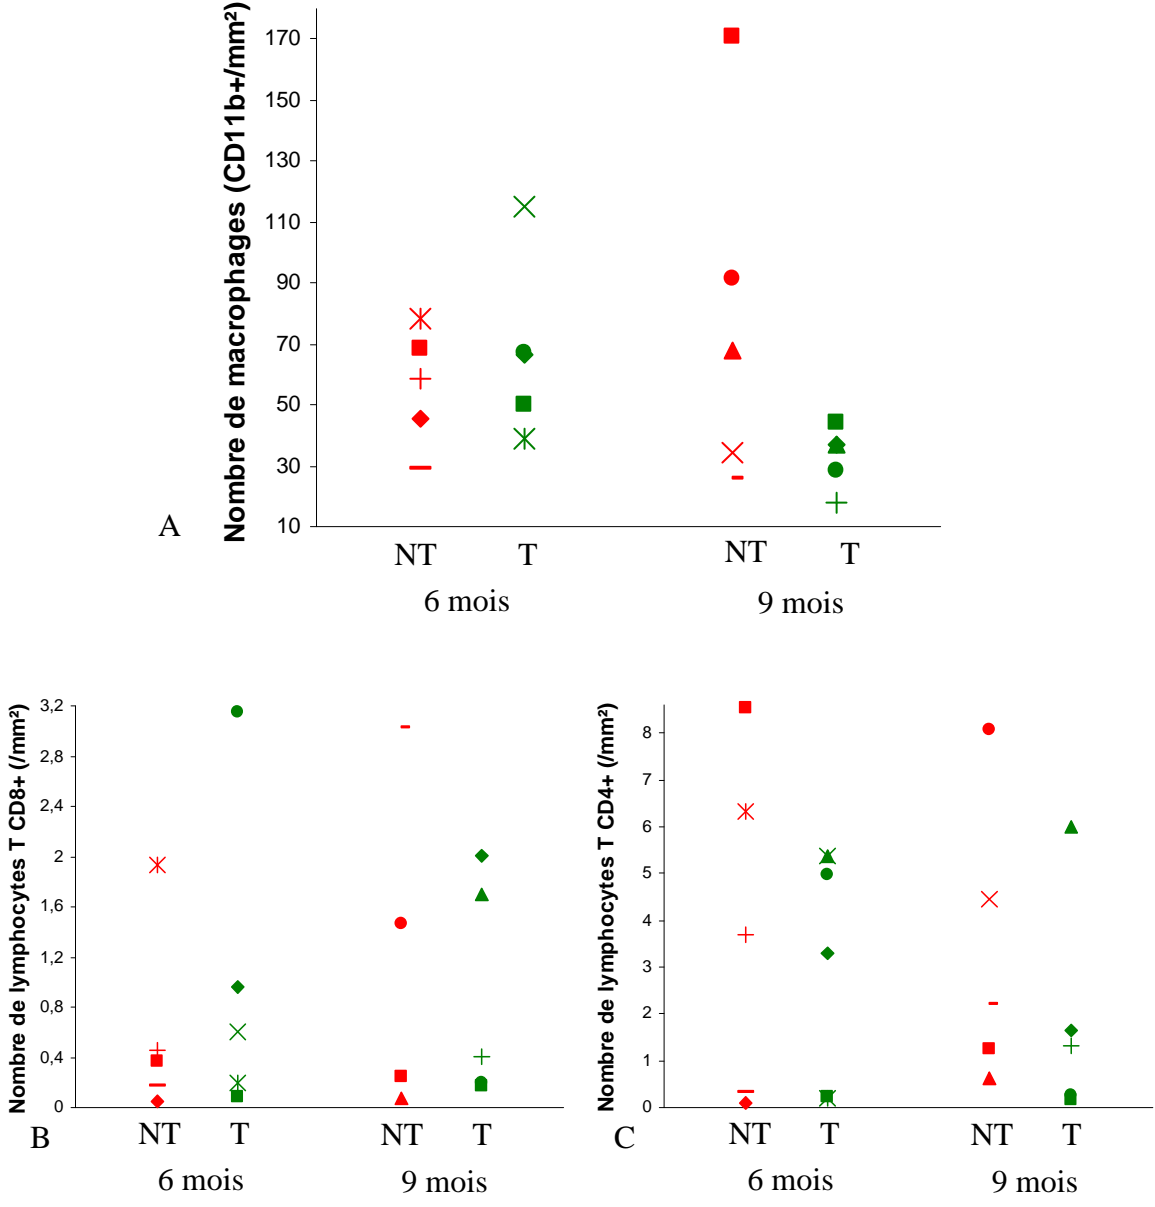 Nombre de macrophages (CD11b+/mm²)
170
150
130
110
90
70
50
30
10
A
NT T NT T
6 mois 9 mois
Nombre de lymphocytes T CD8+ (/mm²)
3,2
2,8
2,4
2
1,6
1,2
0,8
0,4
0
B
NT T NT T
6 mois 9 mois
Nombre de lymphocytes T CD4+ (/mm²)
8
7
6
5
4
3
2
1
0
C
NT T NT T
6 mois 9 mois